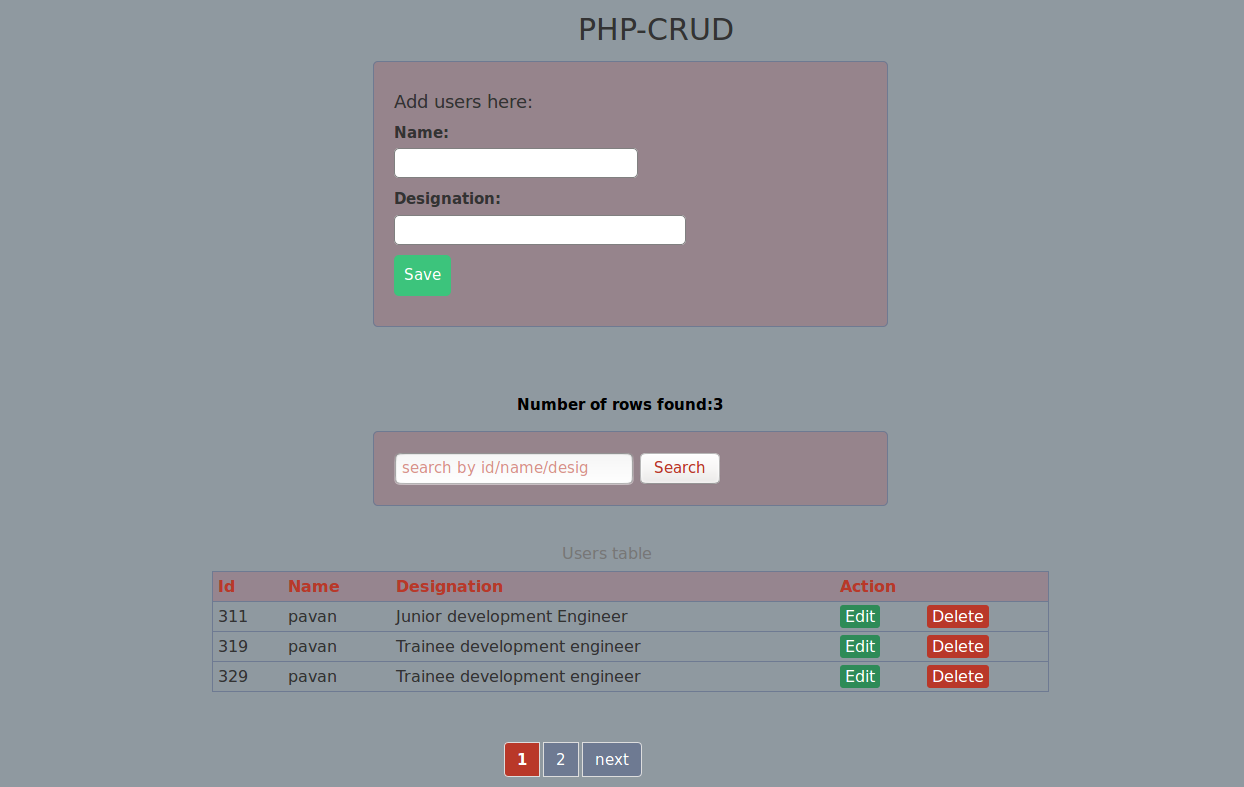 PHP-CRUD
Add users here:
Name:
Designation:
Save
Number of rows found:3
search by id/name/desig Search
Users table
Id Name Designation Action
311 pavan Junior development Engineer Edit Delete
319 pavan Trainee development engineer Edit Delete
329 pavan Trainee development engineer Edit Delete
1 2 next